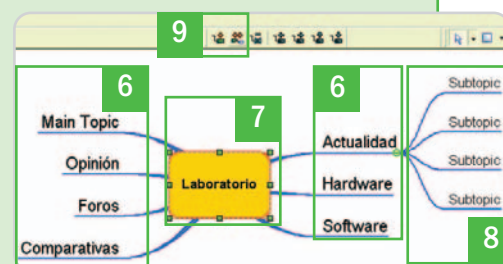 9
6
7
6
Main Topic
Opinión
Foros
Comparativas
Laboratorio
Actualidad
Hardware
Software
Subtopic
Subtopic
Subtopic
Subtopic
8